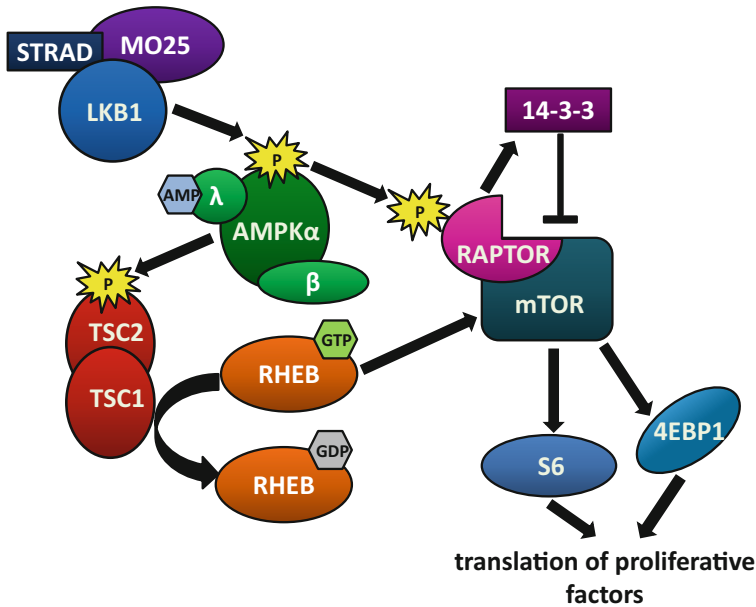 STRAD
MO25
LKB1
14-3-3
P
AMP
λ
AMPKα
β
P
RAPTOR
mTOR
P
TSC2
TSC1
GTP
RHEB
GDP
RHEB
S6
4EBP1
translation of proliferative
factors